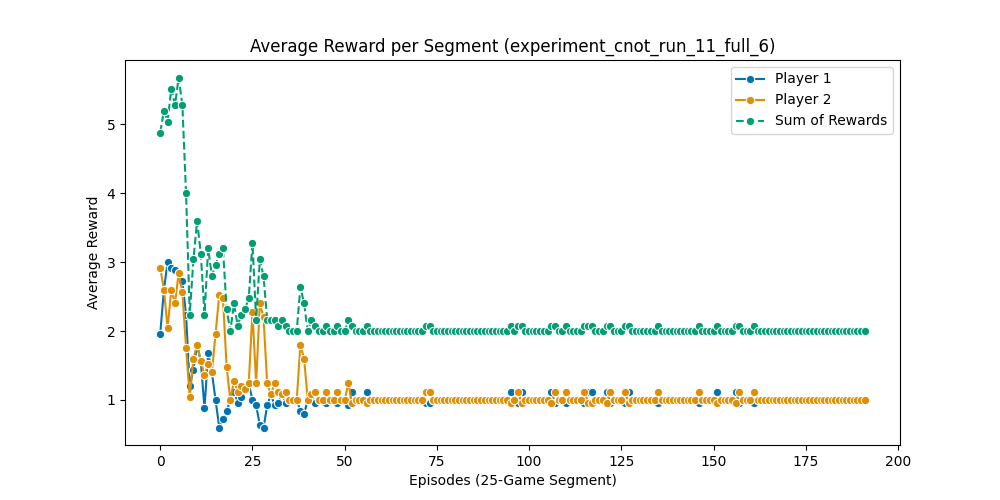 Average Reward per Segment (experiment_cnot_run_11_full_6)
Player 1
Player 2
Sum of Rewards
Average Reward
5
4
3
2
1
0
25
50
75
100
125
150
175
200
Episodes (25-Game Segment)